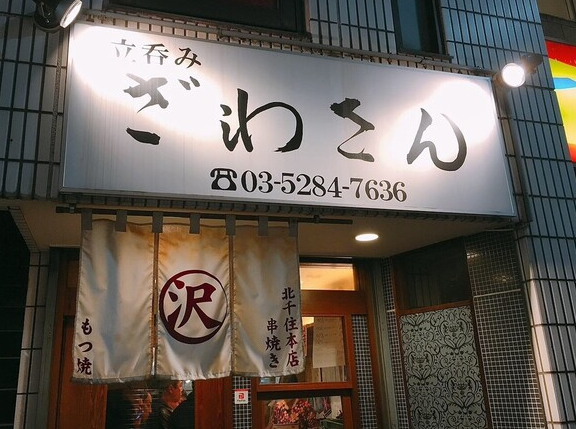 立呑み
ざわさん
☎03-5284-7636
北千住本店
串焼き
沢
もつ焼